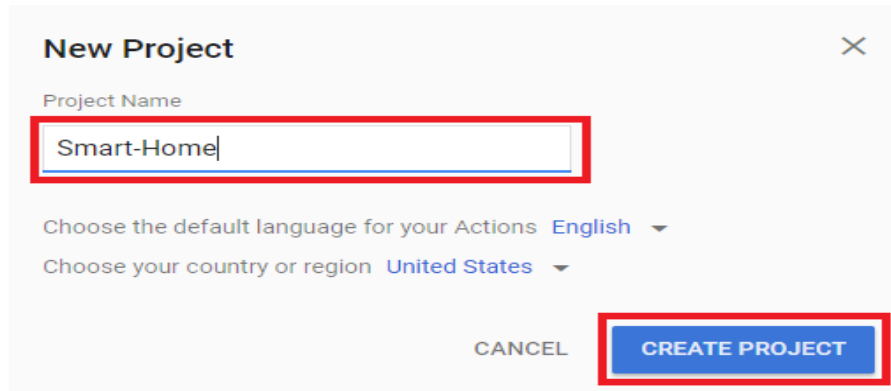 New Project
Project Name
Smart-Home
Choose the default language for your Actions English
Choose your country or region United States
CANCEL CREATE PROJECT